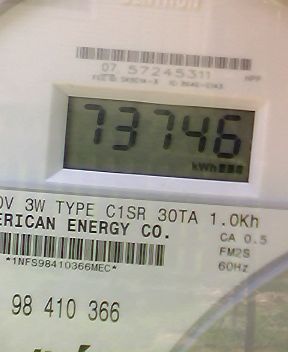 07 57245311 HPP
73746
kWh
0V 3W TYPE C1SR 30TA 1.0Kh
ERICAN ENERGY CO.
CA 0.5
*1NFS98410366MEC*
FM2S
60Hz
98 410 366